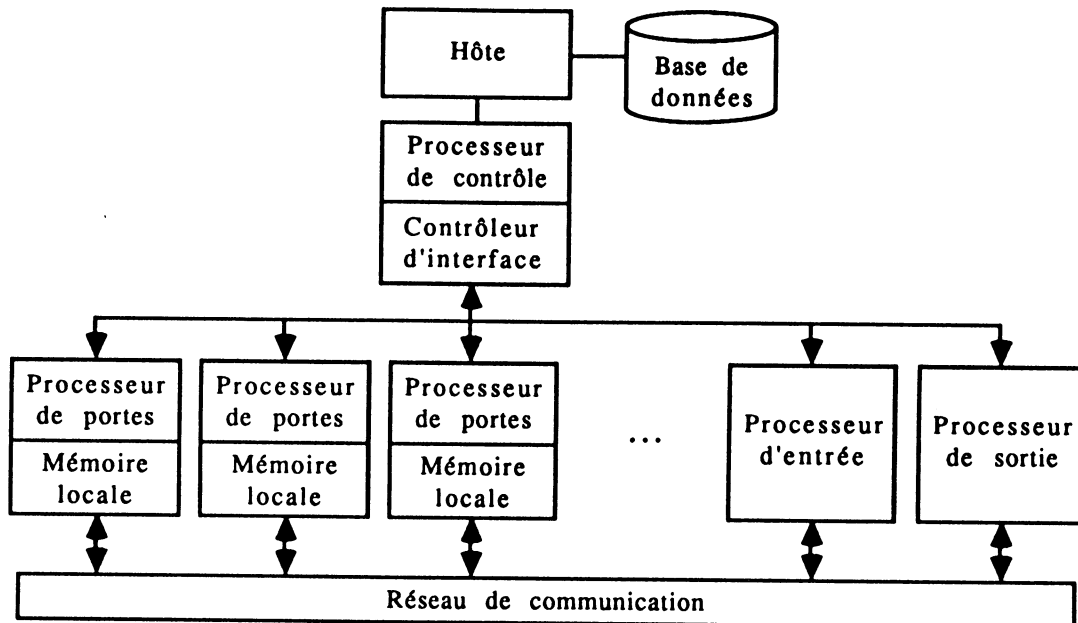 Hôte
Base de
données
Processeur
de contrôle
Contrôleur
d'interface
Processeur
de portes
Mémoire
locale
Processeur
de portes
Mémoire
locale
Processeur
de portes
Mémoire
locale
...
Processeur
d'entrée
Processeur
de sortie
Réseau de communication